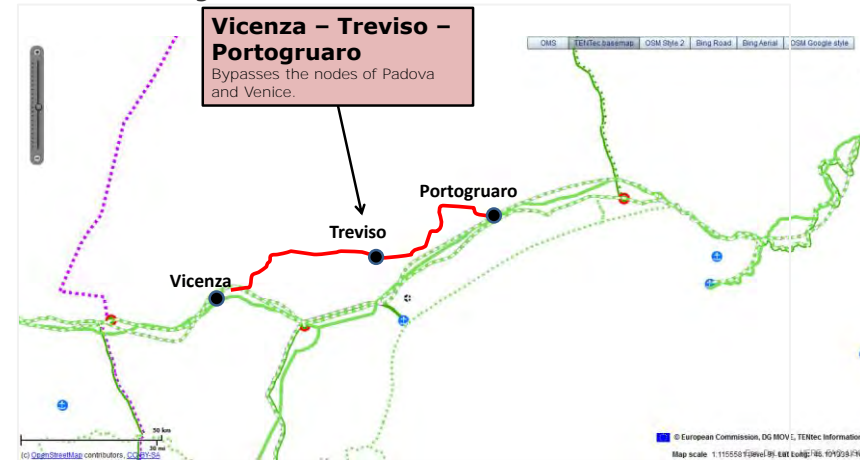 Vicenza – Treviso –
Portogruaro
Bypasses the nodes of Padova
and Venice.
OMS
TENTec basemap
OSM Style 2
Bing Road
Bing Aerial
OSM Google style
Portogruaro
Treviso
Vicenza
50 km
30 mi
(c) OpenStreetMap contributors, CC-BY-SA
© European Commission, DG MOVE, TENtec Information
Map scale